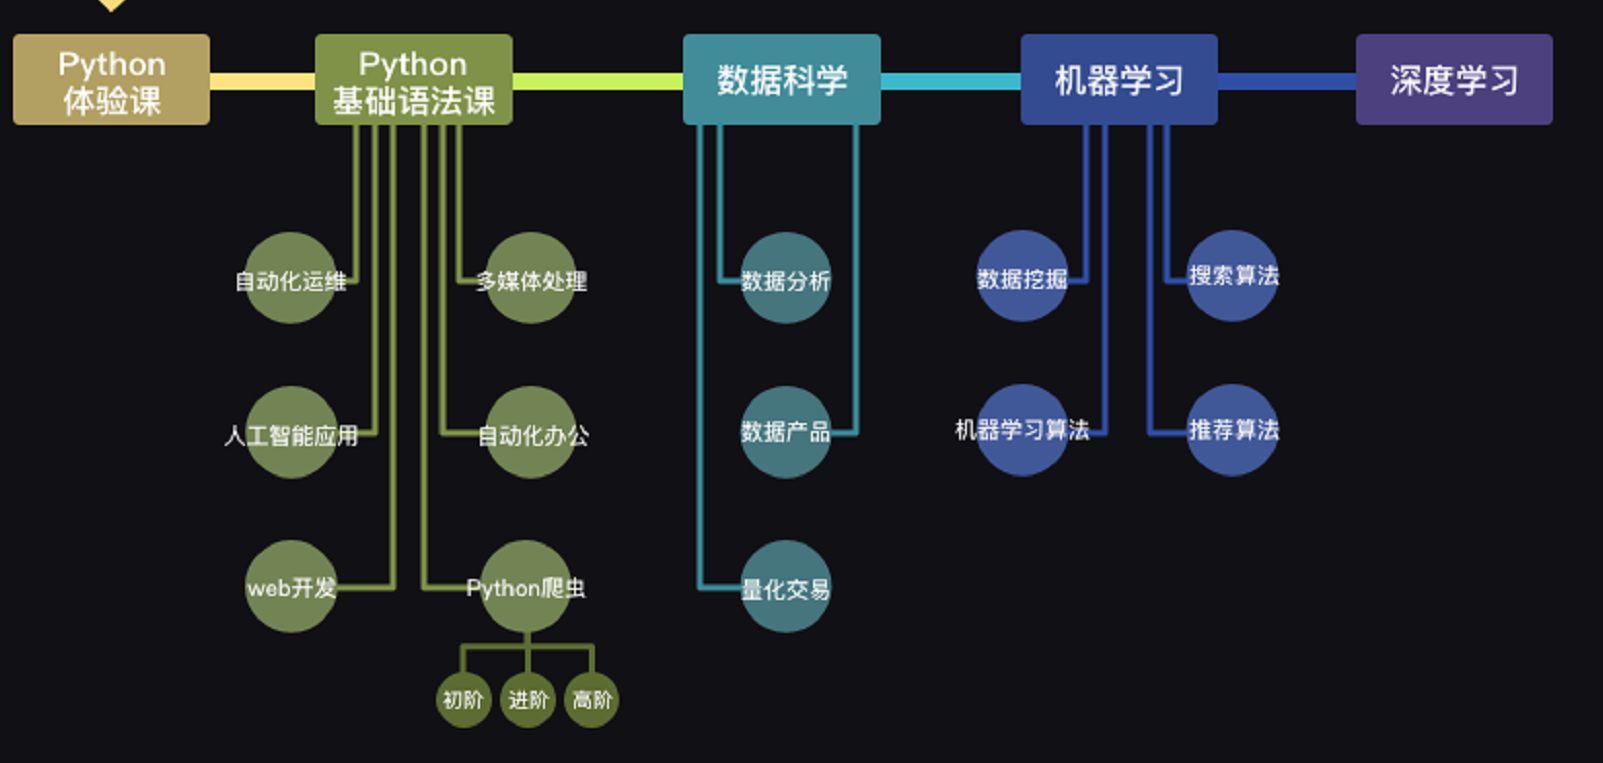 Python
体验课
Python
基础语法课
数据科学
机器学习
深度学习
自动化运维
多媒体处理
数据分析
数据挖掘
搜索算法
人工智能应用
自动化办公
数据产品
机器学习算法
推荐算法
web开发
Python爬虫
量化交易
初阶
进阶
高阶